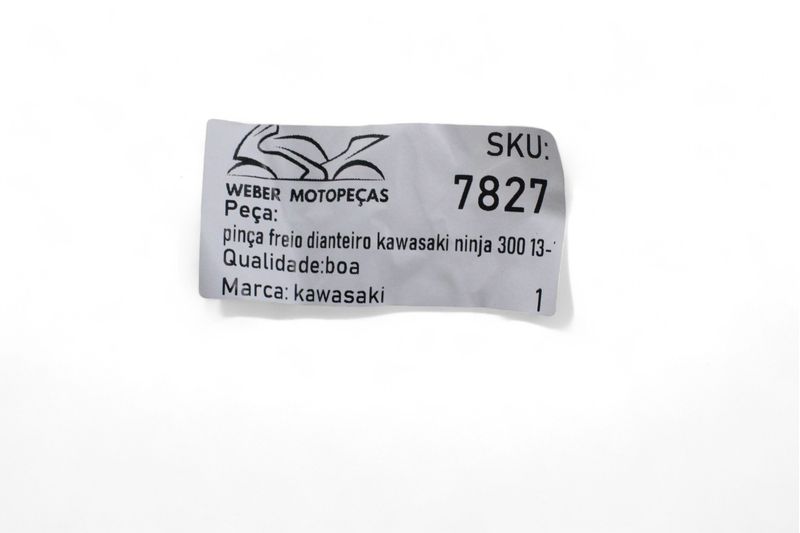 SKU:
7827
WEBER MOTOPEÇAS
Peça:
pinça freio dianteiro kawasaki ninja 300 13-
Qualidade:boa
Marca: kawasaki
1